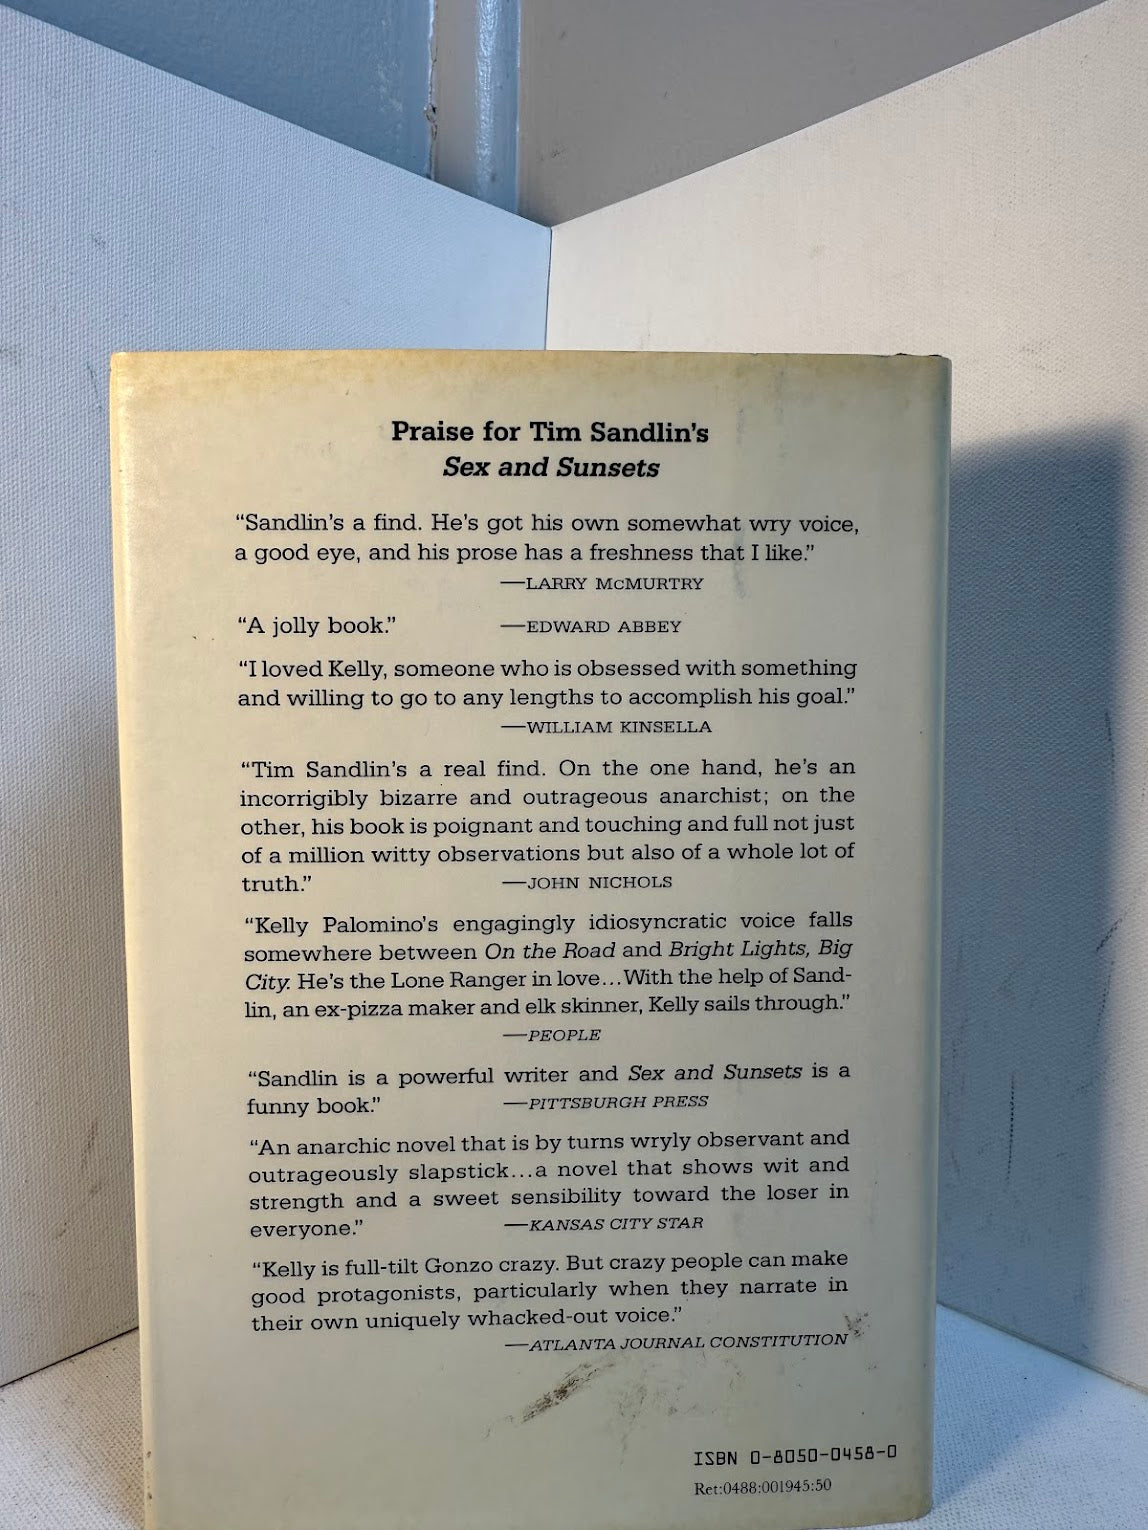 Praise for Tim Sandlin's
Sex and Sunsets
“Sandlin's a find. He's got his own somewhat wry voice,
a good eye, and his prose has a freshness that I like.”
—LARRY McMURTRY
“A jolly book.” —EDWARD ABBEY
“I loved Kelly, someone who is obsessed with something
and willing to go to any lengths to accomplish his goal.”
—WILLIAM KINSELLA
“Tim Sandlin's a real find. On the one hand, he's an
incorrigibly bizarre and outrageous anarchist; on the
other, his book is poignant and touching and full not just
of a million witty observations but also of a whole lot of
truth.” —JOHN NICHOLS
“Kelly Palomino's engagingly idiosyncratic voice falls
somewhere between On the Road and Bright Lights, Big
City. He's the Lone Ranger in love...With the help of Sand-
lin, an ex-pizza maker and elk skinner, Kelly sails through.”
—PEOPLE
“Sandlin is a powerful writer and Sex and Sunsets is a
funny book.” —PITTSBURGH PRESS
“An anarchic novel that is by turns wryly observant and
outrageously slapstick...a novel that shows wit and
strength and a sweet sensibility toward the loser in
everyone.” —KANSAS CITY STAR
“Kelly is full-tilt Gonzo crazy. But crazy people can make
good protagonists, particularly when they narrate in
their own uniquely whacked-out voice.”
—ATLANTA JOURNAL CONSTITUTION
ISBN 0-8050-0458-0
Ret:0488:001945:50